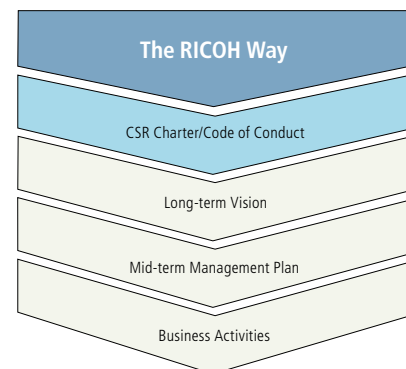 The RICOH Way
CSR Charter/Code of Conduct
Long-term Vision
Mid-term Management Plan
Business Activities